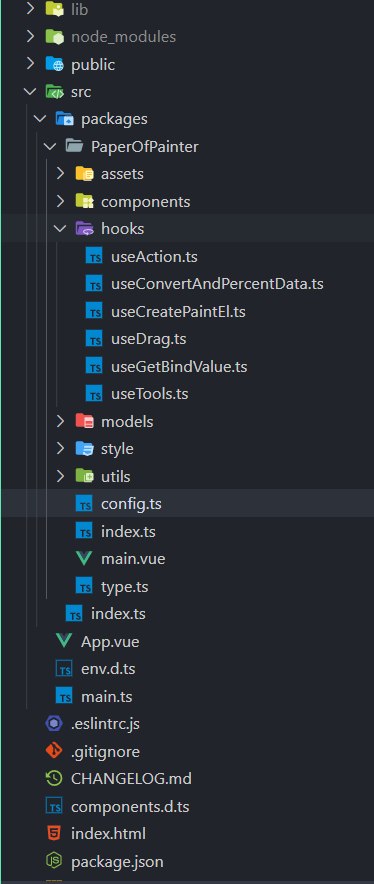 lib
node_modules
public
src
packages
PaperOfPainter
assets
components
hooks
TS useAction.ts
TS useConvertAndPercentData.ts
TS useCreatePaintEl.ts
TS useDrag.ts
TS useGetBindValue.ts
TS useTools.ts
models
style
utils
TS config.ts
TS index.ts
main.vue
TS type.ts
TS index.ts
App.vue
TS env.d.ts
TS main.ts
.eslintrc.js
.gitignore
CHANGELOG.md
TS components.d.ts
index.html
package.json